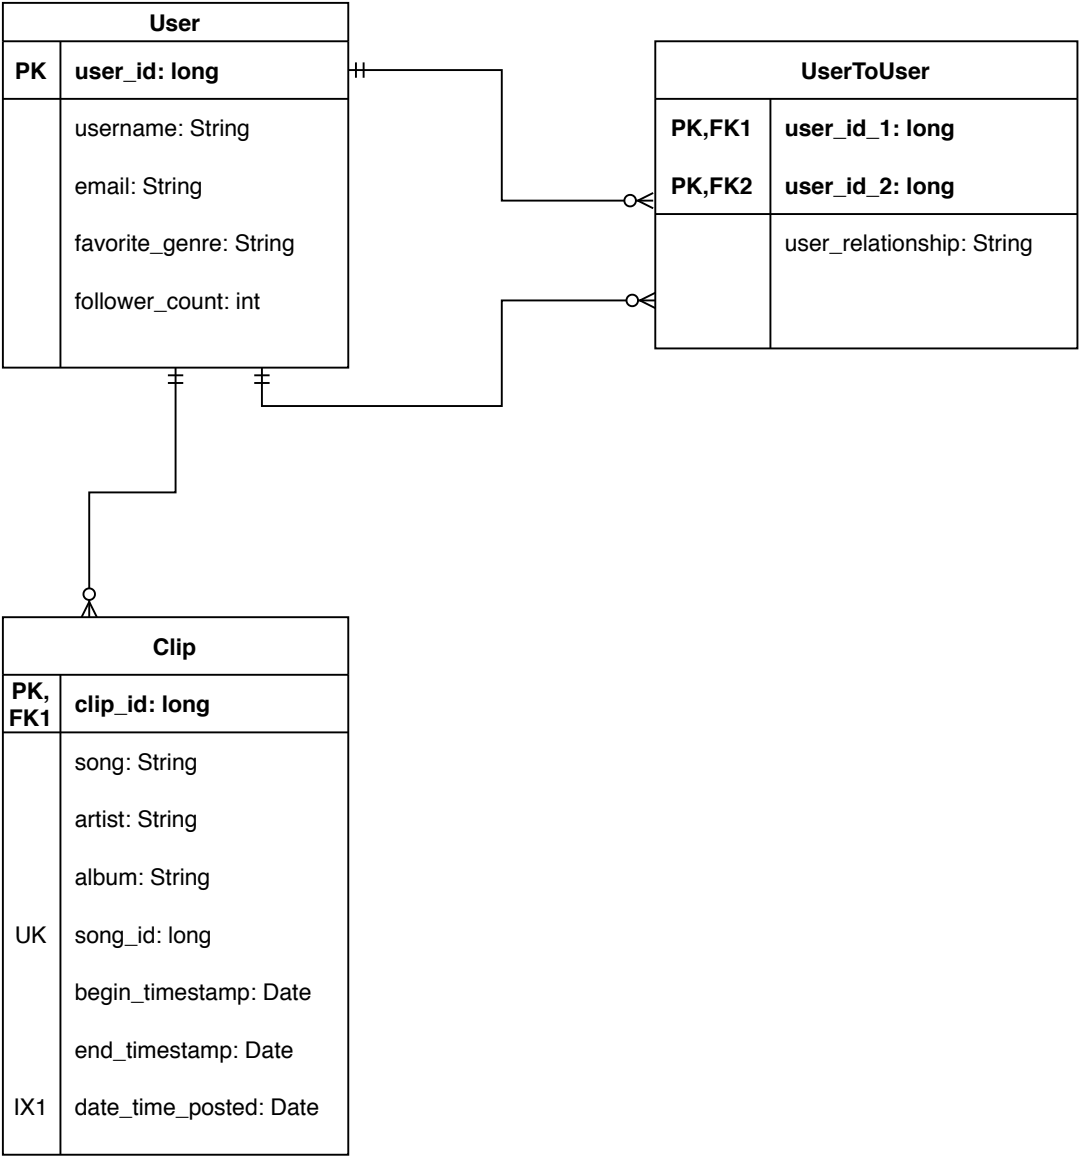 User
PK user_id: long
username: String
email: String
favorite_genre: String
follower_count: int
UserToUser
PK,FK1 user_id_1: long
PK,FK2 user_id_2: long
user_relationship: String
Clip
PK,
FK1 clip_id: long
song: String
artist: String
album: String
UK song_id: long
begin_timestamp: Date
end_timestamp: Date
IX1 date_time_posted: Date